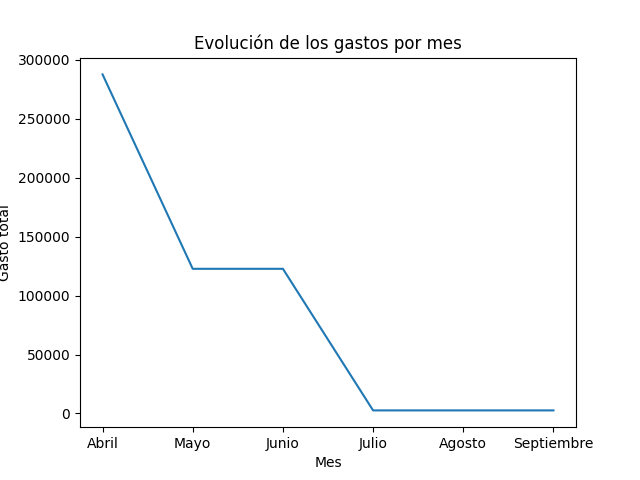 Evolución de los gastos por mes
300000
250000
200000
150000
100000
50000
0
Gasto total
Abril
Mayo
Junio
Julio
Agosto
Septiembre
Mes